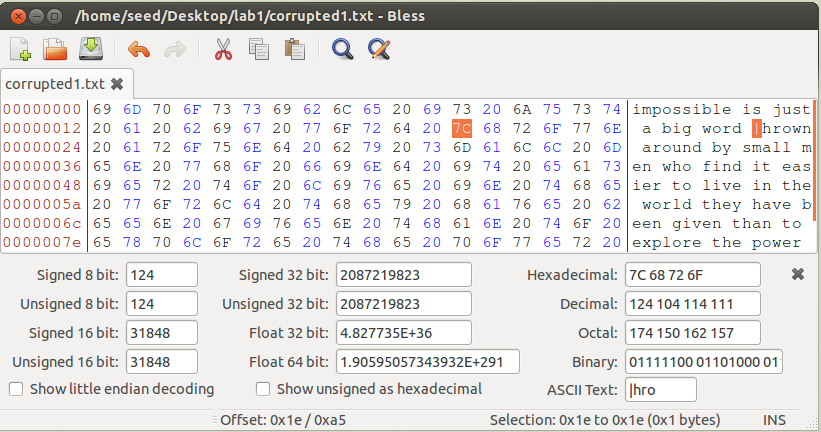 /home/seed/Desktop/lab1/corrupted1.txt - Bless
corrupted1.txt
00000000 69 6D 70 6F 73 73 69 62 6C 65 20 69 73 20 6A 75 73 74 impossible is just
00000012 20 61 20 62 69 67 20 77 6F 72 64 20 7C 68 72 6F 77 6E  a big word |hrown
00000024 20 61 72 6F 75 6E 64 20 62 79 20 73 6D 61 6C 6C 20 6D  around by small m
00000036 65 6E 20 77 68 6F 20 66 69 6E 64 20 69 74 20 65 61 73 en who find it eas
00000048 69 65 72 20 74 6F 20 6C 69 76 65 20 69 6E 20 74 68 65 ier to live in the
0000005a 20 77 6F 72 6C 64 20 74 68 65 79 20 68 61 76 65 20 62  world they have b
0000006c 65 65 6E 20 67 69 76 65 6E 20 74 68 61 6E 20 74 6F 20 een given than to
0000007e 65 78 70 6C 6F 72 65 20 74 68 65 20 70 6F 77 65 72 20 explore the power
Signed 8 bit: 124 Signed 32 bit: 2087219823 Hexadecimal: 7C 68 72 6F
Unsigned 8 bit: 124 Unsigned 32 bit: 2087219823 Decimal: 124 104 114 111
Signed 16 bit: 31848 Float 32 bit: 4.827735E+36 Octal: 174 150 162 157
Unsigned 16 bit: 31848 Float 64 bit: 1.90595057343932E+291 Binary: 01111100 01101000 01
Show little endian decoding Show unsigned as hexadecimal ASCII Text: |hro
Offset: 0x1e / 0xa5 Selection: 0x1e to 0x1e (0x1 bytes) INS